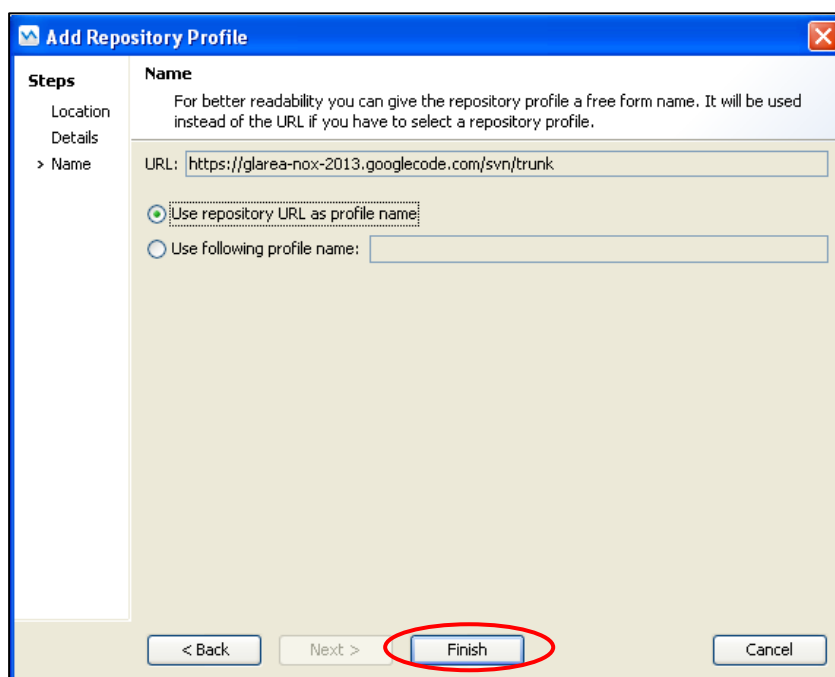 Add Repository Profile
Steps
Location
Details
> Name
Name
For better readability you can give the repository profile a free form name. It will be used
instead of the URL if you have to select a repository profile.
URL: https://glarea-nox-2013.googlecode.com/svn/trunk
Use repository URL as profile name
Use following profile name:
< Back Next > Finish Cancel